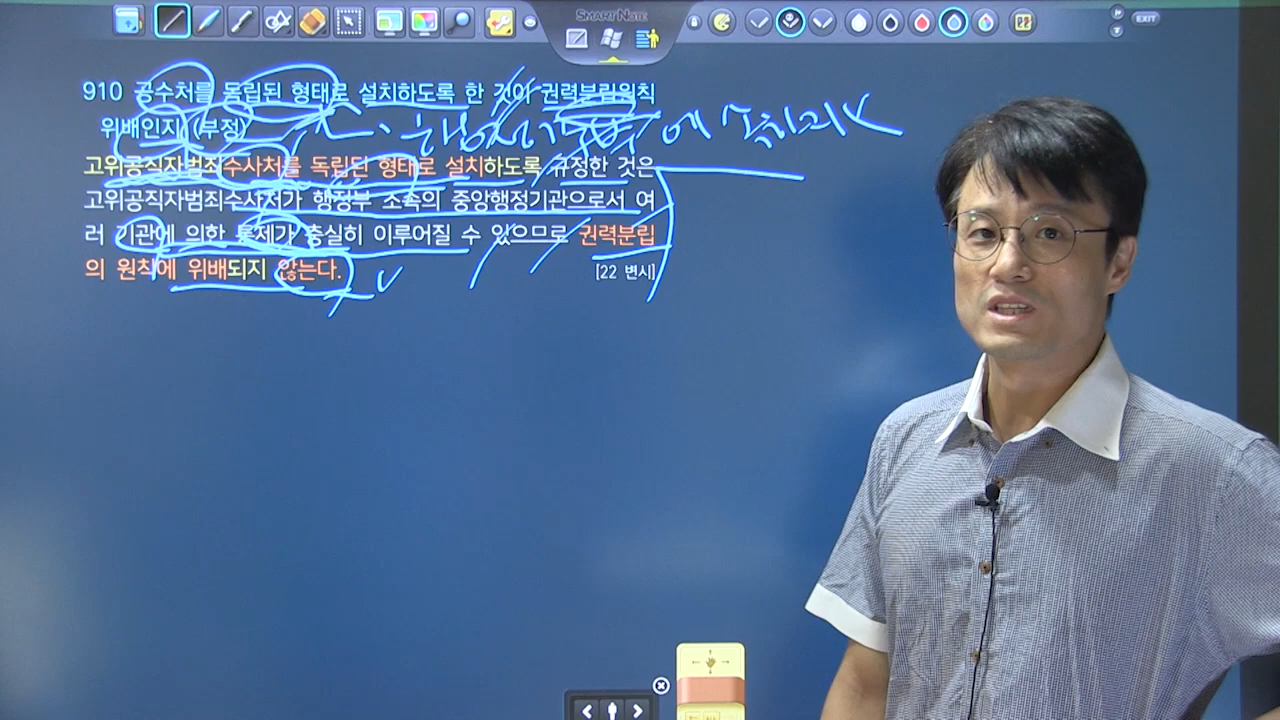 SMARTNOTE
EXIT
910 공수처를 독립된 형태로 설치하도록 한 것이 권력분립원칙
위배인지 (부정)
고위공직자범죄수사처를 독립된 형태로 설치하도록 규정한 것은
고위공직자범죄수사처가 행정부 소속의 중앙행정기관으로서 여
러 기관에 의한 통제가 충실히 이루어질 수 있으므로 권력분립
의 원칙에 위배되지 않는다.
[22 변시]